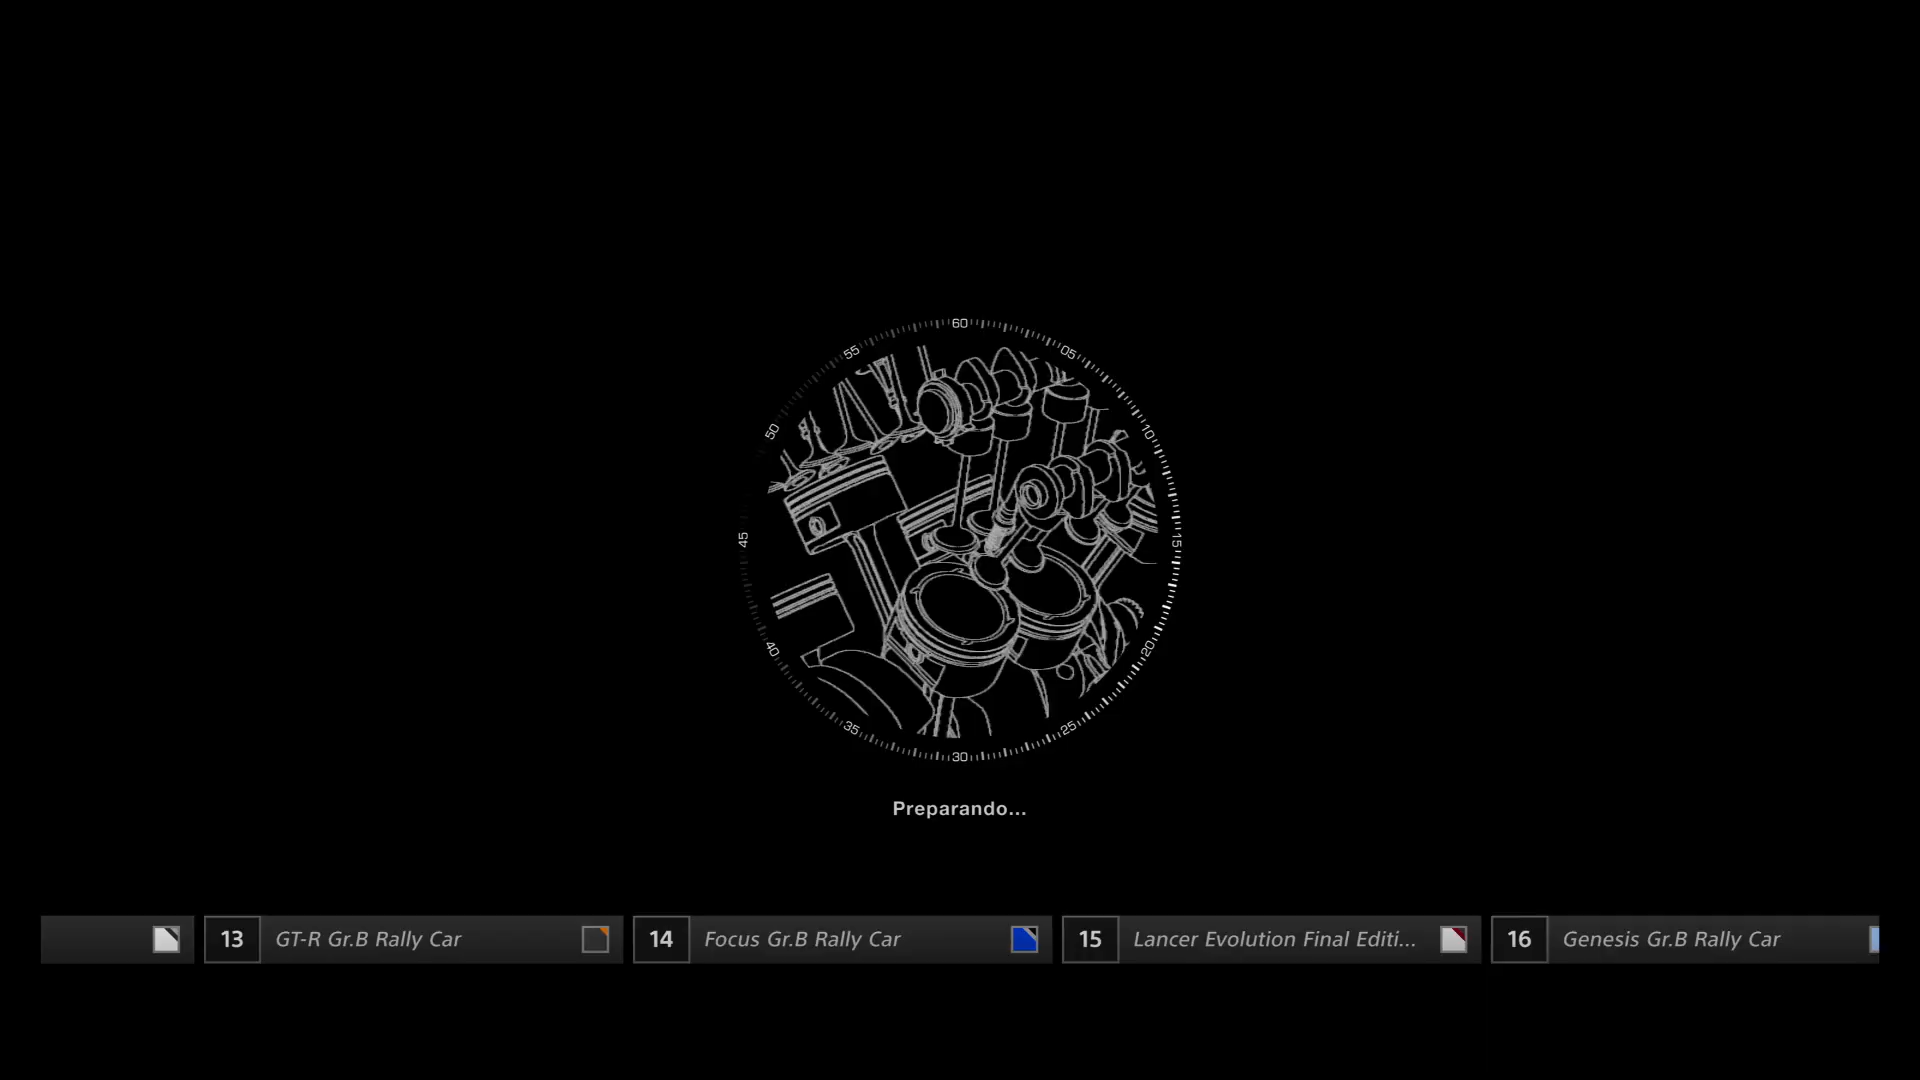 60
55
05
50
10
45
15
40
20
35
25
30
Preparando...
13 GT-R Gr.B Rally Car
14 Focus Gr.B Rally Car
15 Lancer Evolution Final Editi...
16 Genesis Gr.B Rally Car